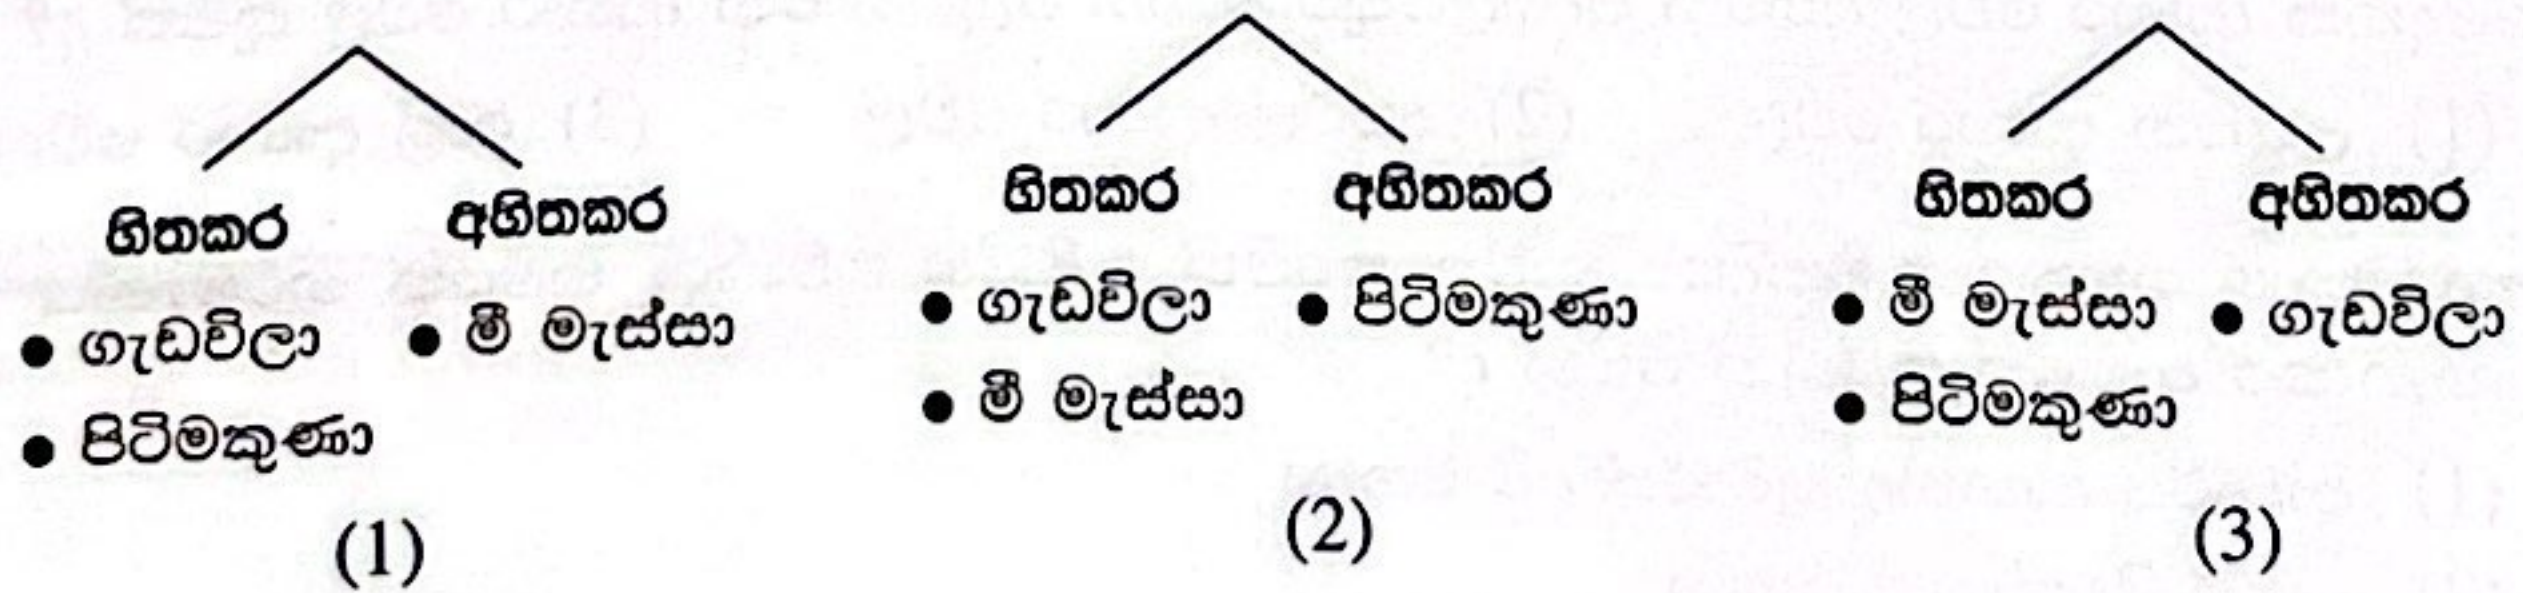 හිතකර අහිතකර
● ගැඩවිලා ● මී මැස්සා
● පිටිමකුණා
(1)
හිතකර අහිතකර
● ගැඩවිලා ● පිටිමකුණා
● මී මැස්සා
(2)
හිතකර අහිතකර
● මී මැස්සා ● ගැඩවිලා
● පිටිමකුණා
(3)